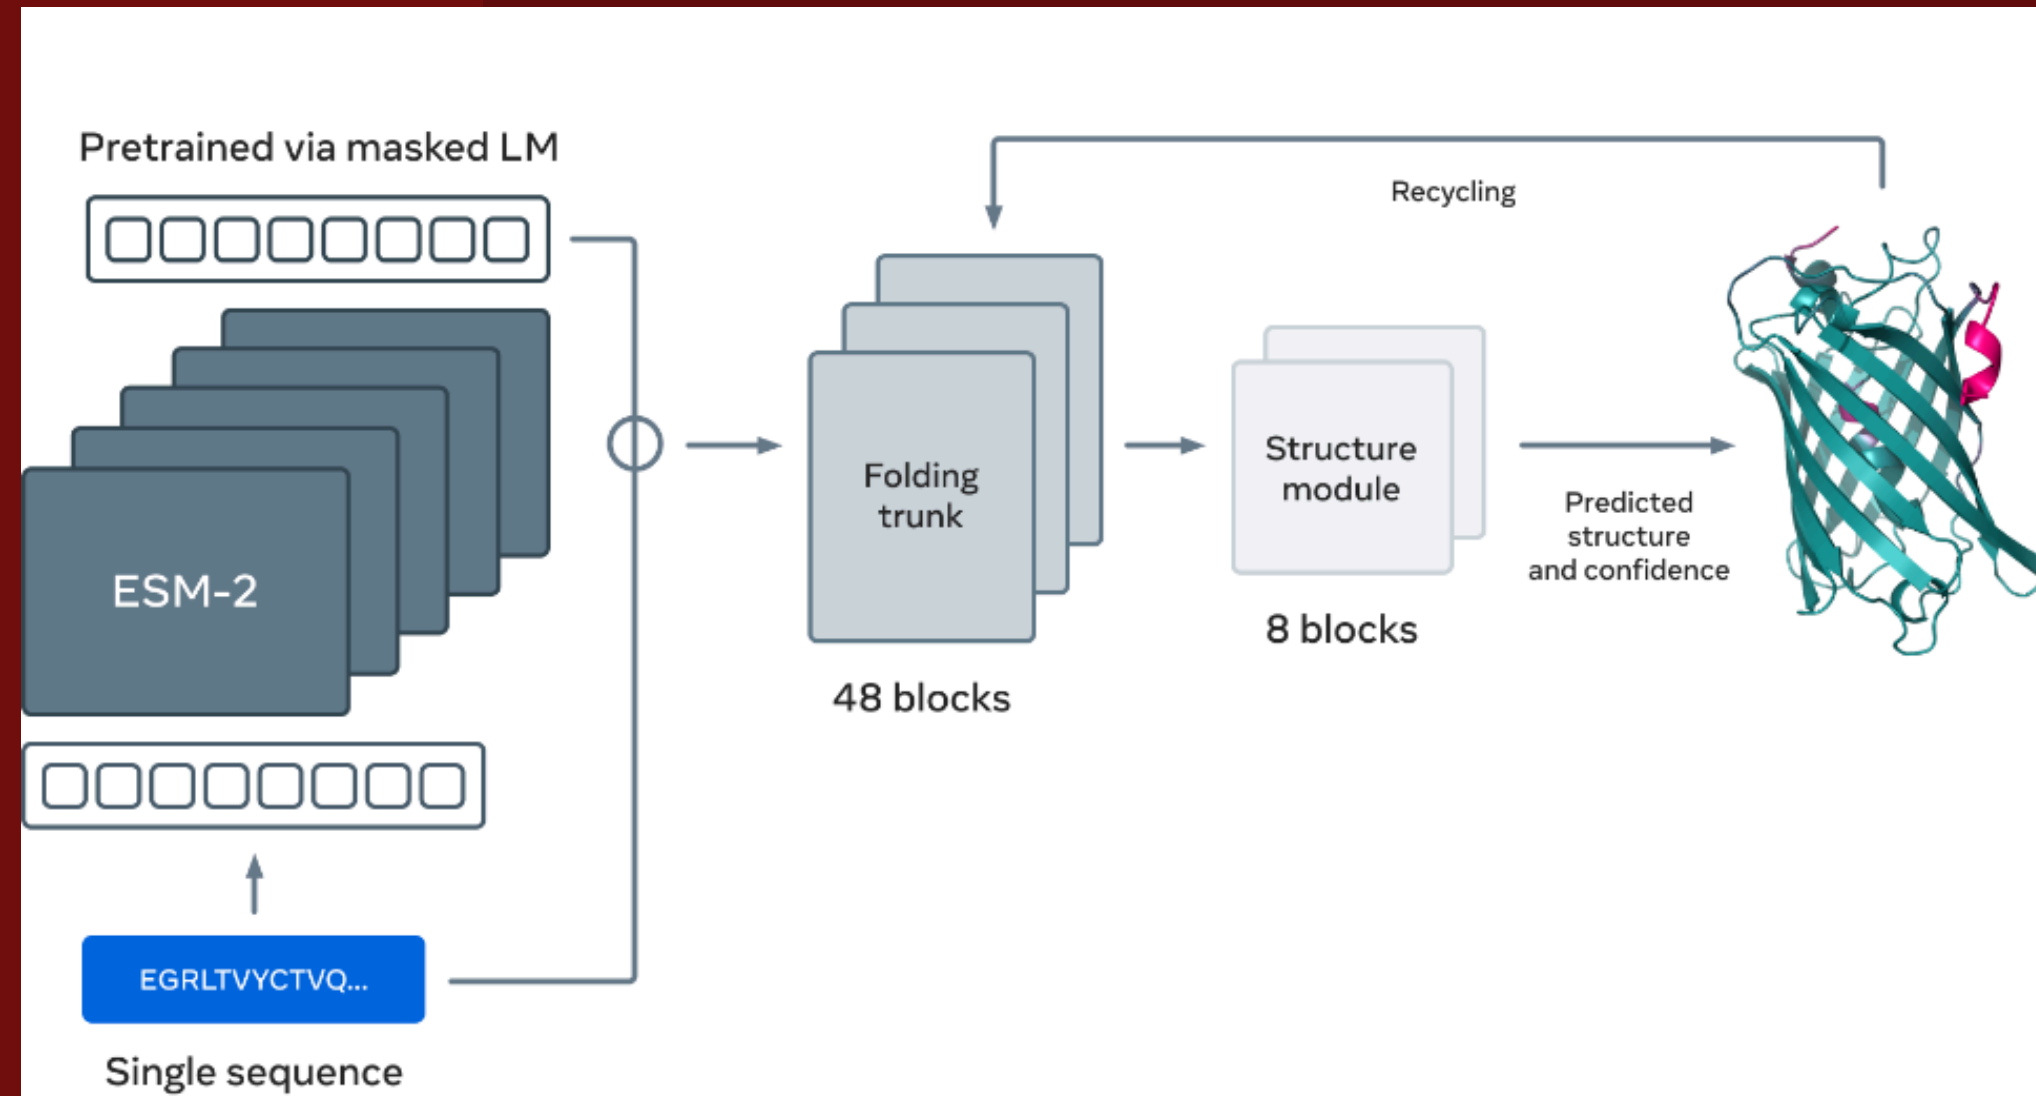 Pretrained via masked LM
ESM-2
EGRLTVYCTVQ...
Single sequence
Folding
trunk
48 blocks
Recycling
Structure
module
8 blocks
Predicted
structure
and confidence